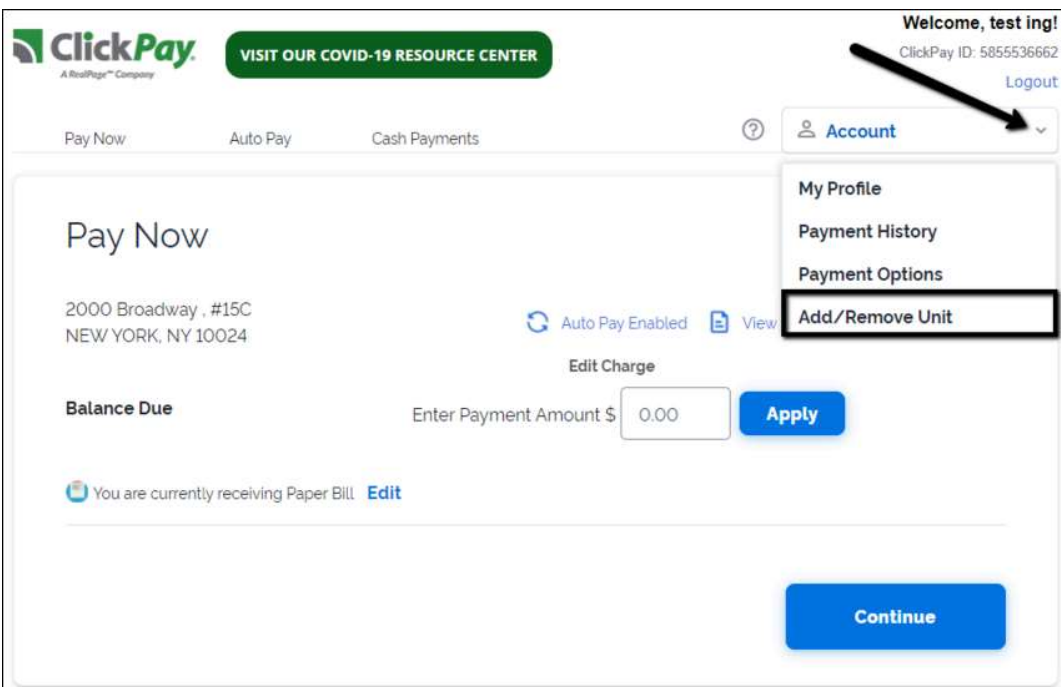 Welcome, test ing!
ClickPay
A RealPage™ Company
VISIT OUR COVID-19 RESOURCE CENTER
ClickPay ID: 5855536662
Logout
Pay Now Auto Pay Cash Payments Account
My Profile
Payment History
Payment Options
Add/Remove Unit
Pay Now
2000 Broadway , #15C
NEW YORK, NY 10024
Auto Pay Enabled View
Edit Charge
Balance Due Enter Payment Amount $ 0.00 Apply
You are currently receiving Paper Bill Edit
Continue